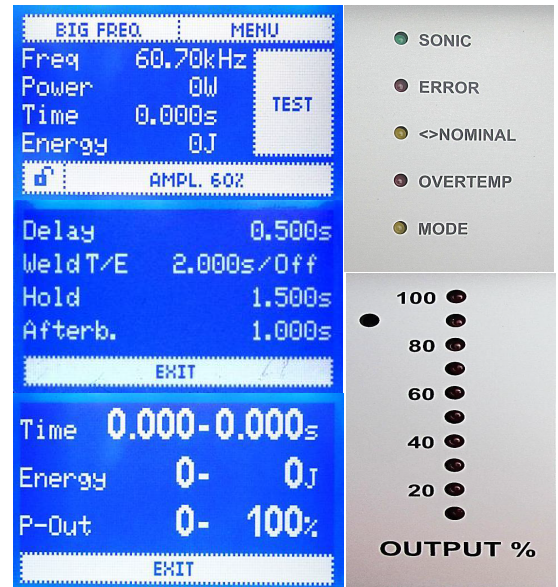 BIG FREQ. MENU
Freq 60.70kHz
Power 0W
Time 0.000s
Energy 0J
TEST
AMPL. 60%
Delay 0.500s
Weld T/E 2.000s/Off
Hold 1.500s
Afterb. 1.000s
EXIT
Time 0.000-0.000s
Energy 0- 0J
P-Out 0- 100%
EXIT
SONIC
ERROR
<>NOMINAL
OVERTEMP
MODE
100
80
60
40
20
OUTPUT %